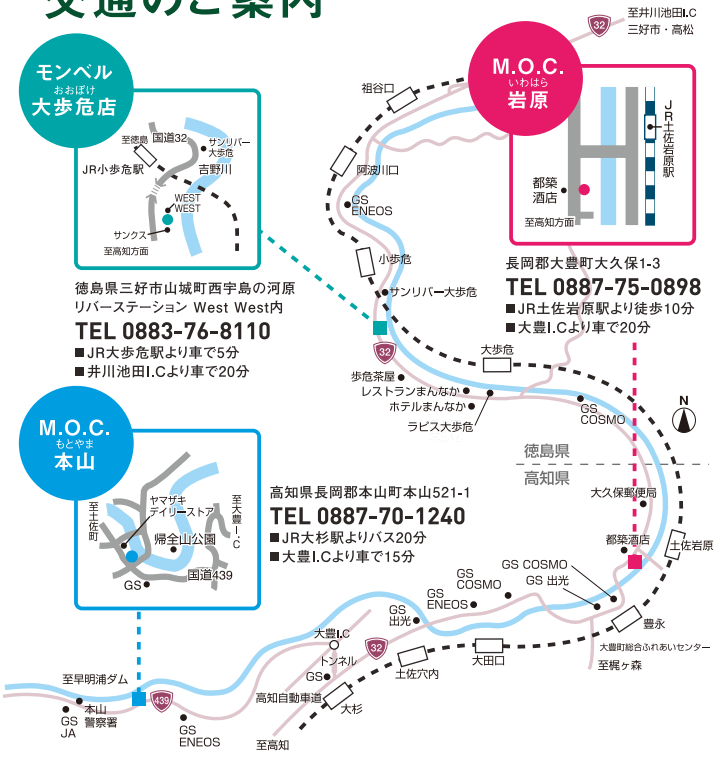 交通のご案内
モンベル
おおぼけ
大歩危店
至徳島
国道32
サンリバー
大歩危
JR小歩危駅
吉野川
WEST
WEST
サンクス
至高知方面
徳島県三好市山城町西宇島の河原
リバーステーション West West内
TEL 0883-76-8110
■JR大歩危駅より車で5分
■井川池田I.Cより車で20分
M.O.C.
いわはら
岩原
JR土佐岩原駅
都築
酒店
至高知方面
長岡郡大豊町大久保1-3
TEL 0887-75-0898
■JR土佐岩原駅より徒歩10分
■大豊I.Cより車で20分
M.O.C.
もとやま
本山
ヤマザキ
デイリーストア
至土佐町
至大豊I.C
帰全山公園
国道439
GS
高知県長岡郡本山町本山521-1
TEL 0887-70-1240
■JR大杉駅よりバス20分
■大豊I.Cより車で15分
32
至井川池田I.C
三好市・高松
祖谷口
阿波川口
GS
ENEOS
小歩危
サンリバー大歩危
32
大歩危
歩危茶屋
レストランまんなか
ホテルまんなか
ラピス大歩危
GS
COSMO
N
徳島県
高知県
大久保郵便局
都築酒店
土佐岩原
GS COSMO
GS 出光
GS
COSMO
GS
ENEOS
GS
出光
豊永
大豊町総合ふれあいセンター
至梶ヶ森
大田口
土佐穴内
32
大豊I.C
トンネル
GS
高知自動車道
大杉
至高知
至早明浦ダム
439
本山
警察署
GS
JA
GS
ENEOS